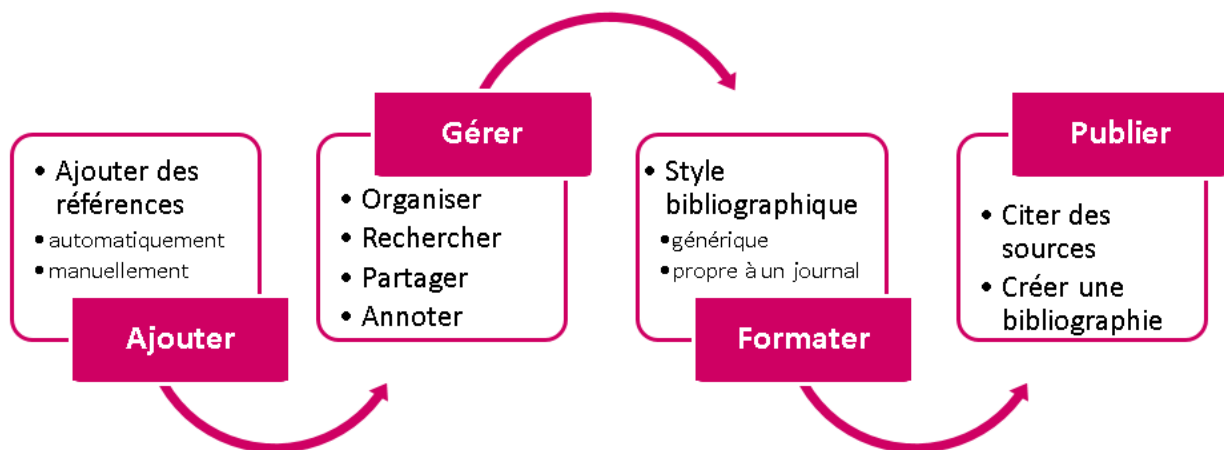 • Ajouter des
références
• automatiquement
• manuellement
Ajouter
Gérer
• Organiser
• Rechercher
• Partager
• Annoter
• Style
bibliographique
• générique
• propre à un journal
Formater
Publier
• Citer des
sources
• Créer une
bibliographie